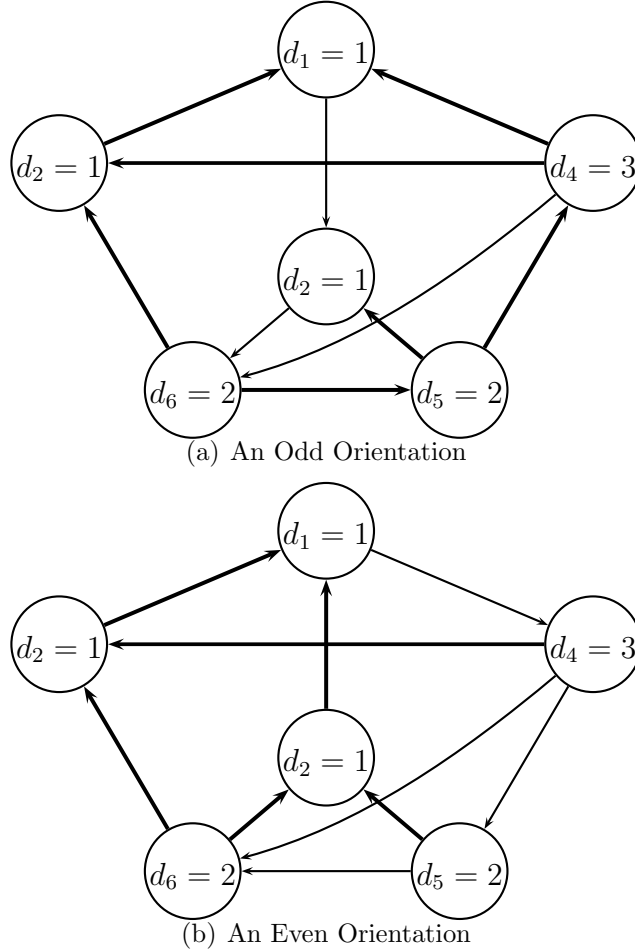 d₁ = 1
d₂ = 1
d₄ = 3
d₂ = 1
d₆ = 2
d₅ = 2
(a) An Odd Orientation
d₁ = 1
d₂ = 1
d₄ = 3
d₂ = 1
d₆ = 2
d₅ = 2
(b) An Even Orientation